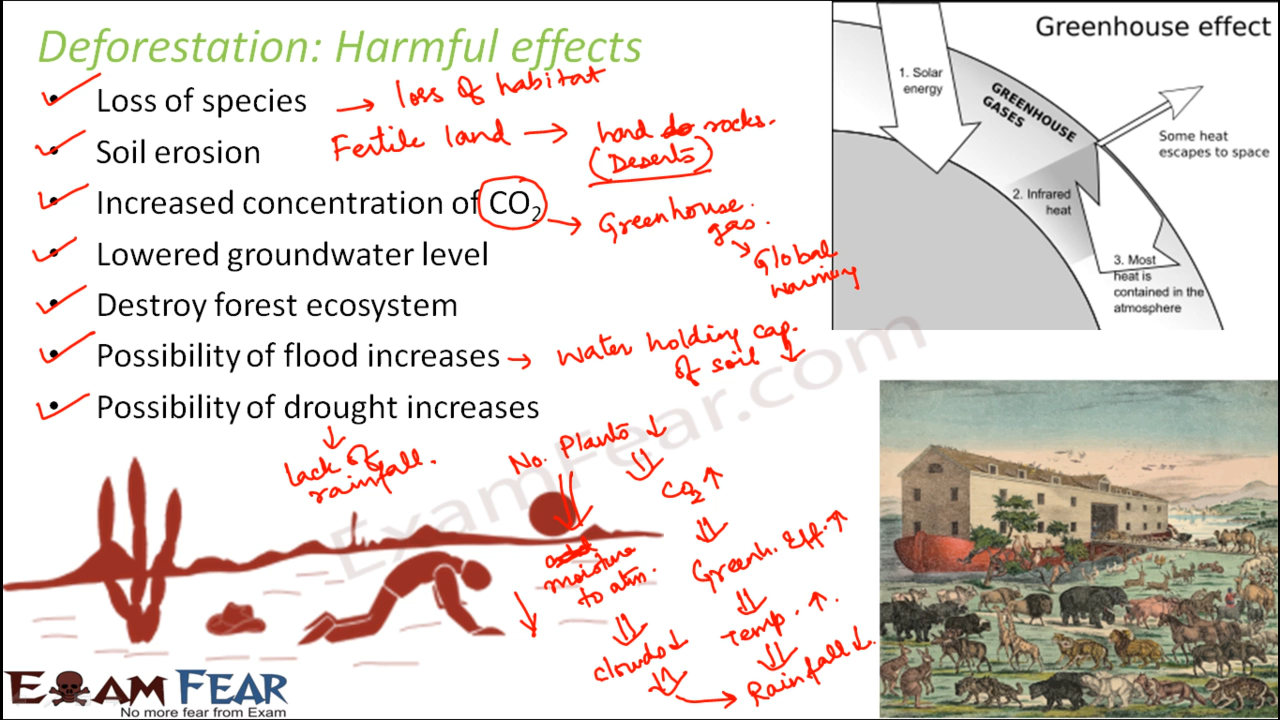 Deforestation: Harmful effects
• Loss of species → loss of habitat
• Soil erosion
Fertile land → hard rocks.
(Deserts)
• Increased concentration of CO₂ → Greenhouse gas.
↘ Global warming
• Lowered groundwater level
• Destroy forest ecosystem
• Possibility of flood increases → Water holding cap. of soil ↓
• Possibility of drought increases
↓
lack of
rainfall.
No. Plants ↓
⇓
CO₂ ↑
⇓
Greenh. Eff. ↑
⇓
Temp. ↑.
⇓
Rainfall ↓.
⇓
moisture
to atm. ↓
⇓
Clouds ↓
⇓ →
Greenhouse effect
1. Solar
energy
GREENHOUSE
GASES
Some heat
escapes to space
2. Infrared
heat
3. Most
heat is
contained in the
atmosphere
ExamFear.com
EXAM FEAR
No more fear from Exam